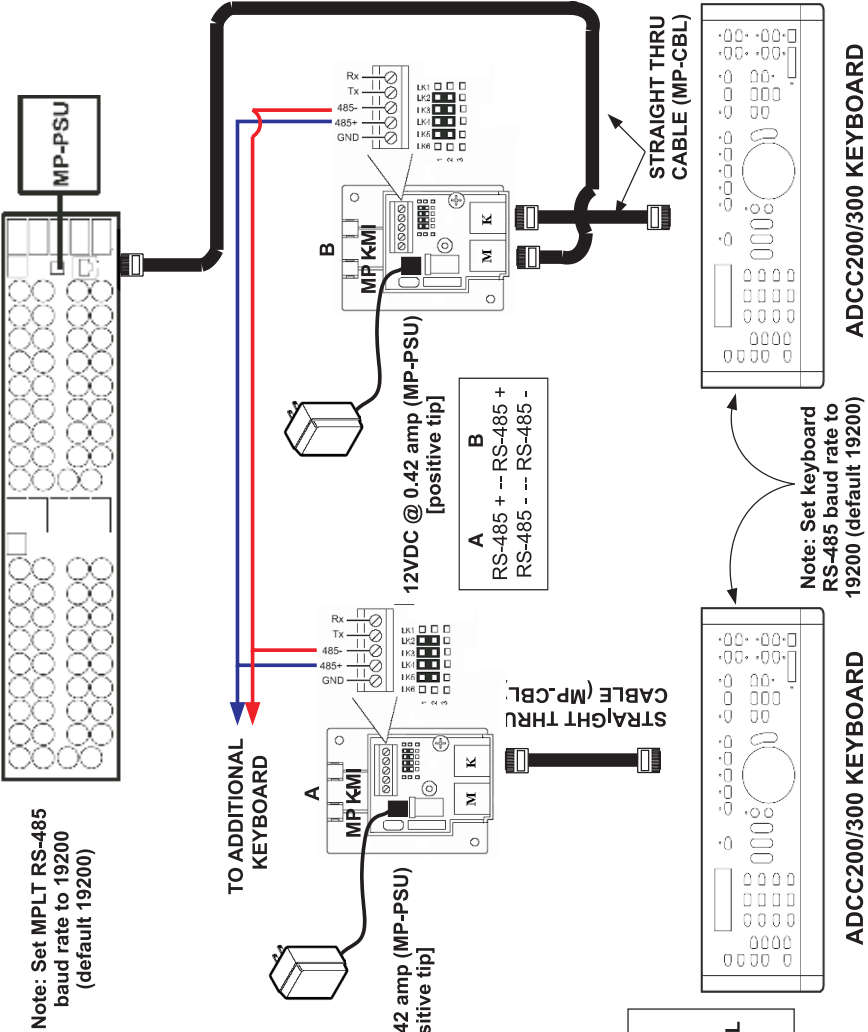 Note: Set MPLT RS-485
baud rate to 19200
(default 19200)
MP-PSU
TO ADDITIONAL
KEYBOARD
Rx
Tx
485-
485+
GND
LK1
LK2
LK3
LK4
LK5
LK6
1 2 3
B
MP KMI
M K
12VDC @ 0.42 amp (MP-PSU)
[positive tip]
STRAIGHT THRU
CABLE (MP-CBL)
A B
RS-485 + -- RS-485 +
RS-485 - -- RS-485 -
Rx
Tx
485-
485+
GND
LK1
LK2
LK3
LK4
LK5
LK6
1 2 3
A
MP KMI
M K
42 amp (MP-PSU)
sitive tip]
STRAIGHT THRU
CABLE (MP-CBL
Note: Set keyboard
RS-485 baud rate to
19200 (default 19200)
ADCC200/300 KEYBOARD
ADCC200/300 KEYBOARD
L